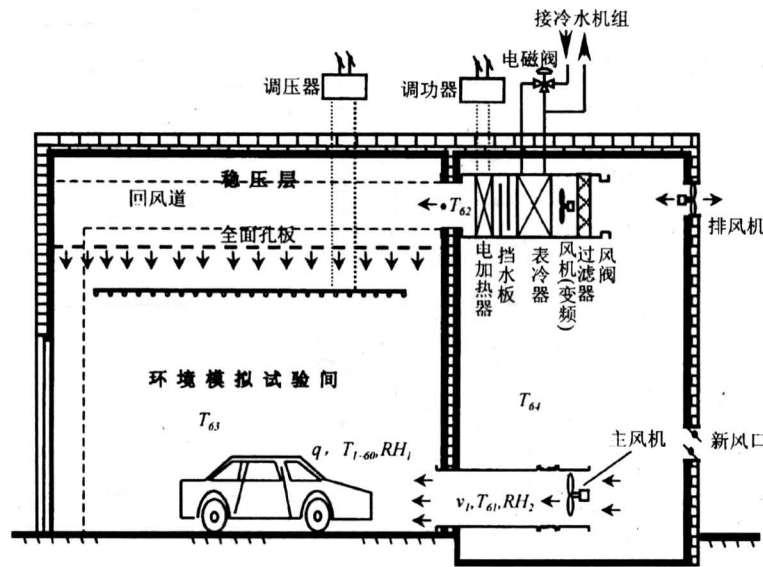 接冷水机组
电磁阀
调压器
调功器
稳压层
回风道
T62
排风机
全面孔板
电加热器
挡水板
表冷器
风机(变频)
过滤器
风阀
环境模拟试验间
T63
T64
q, T1-60,RH1
主风机
新风口
v1,T61,RH2